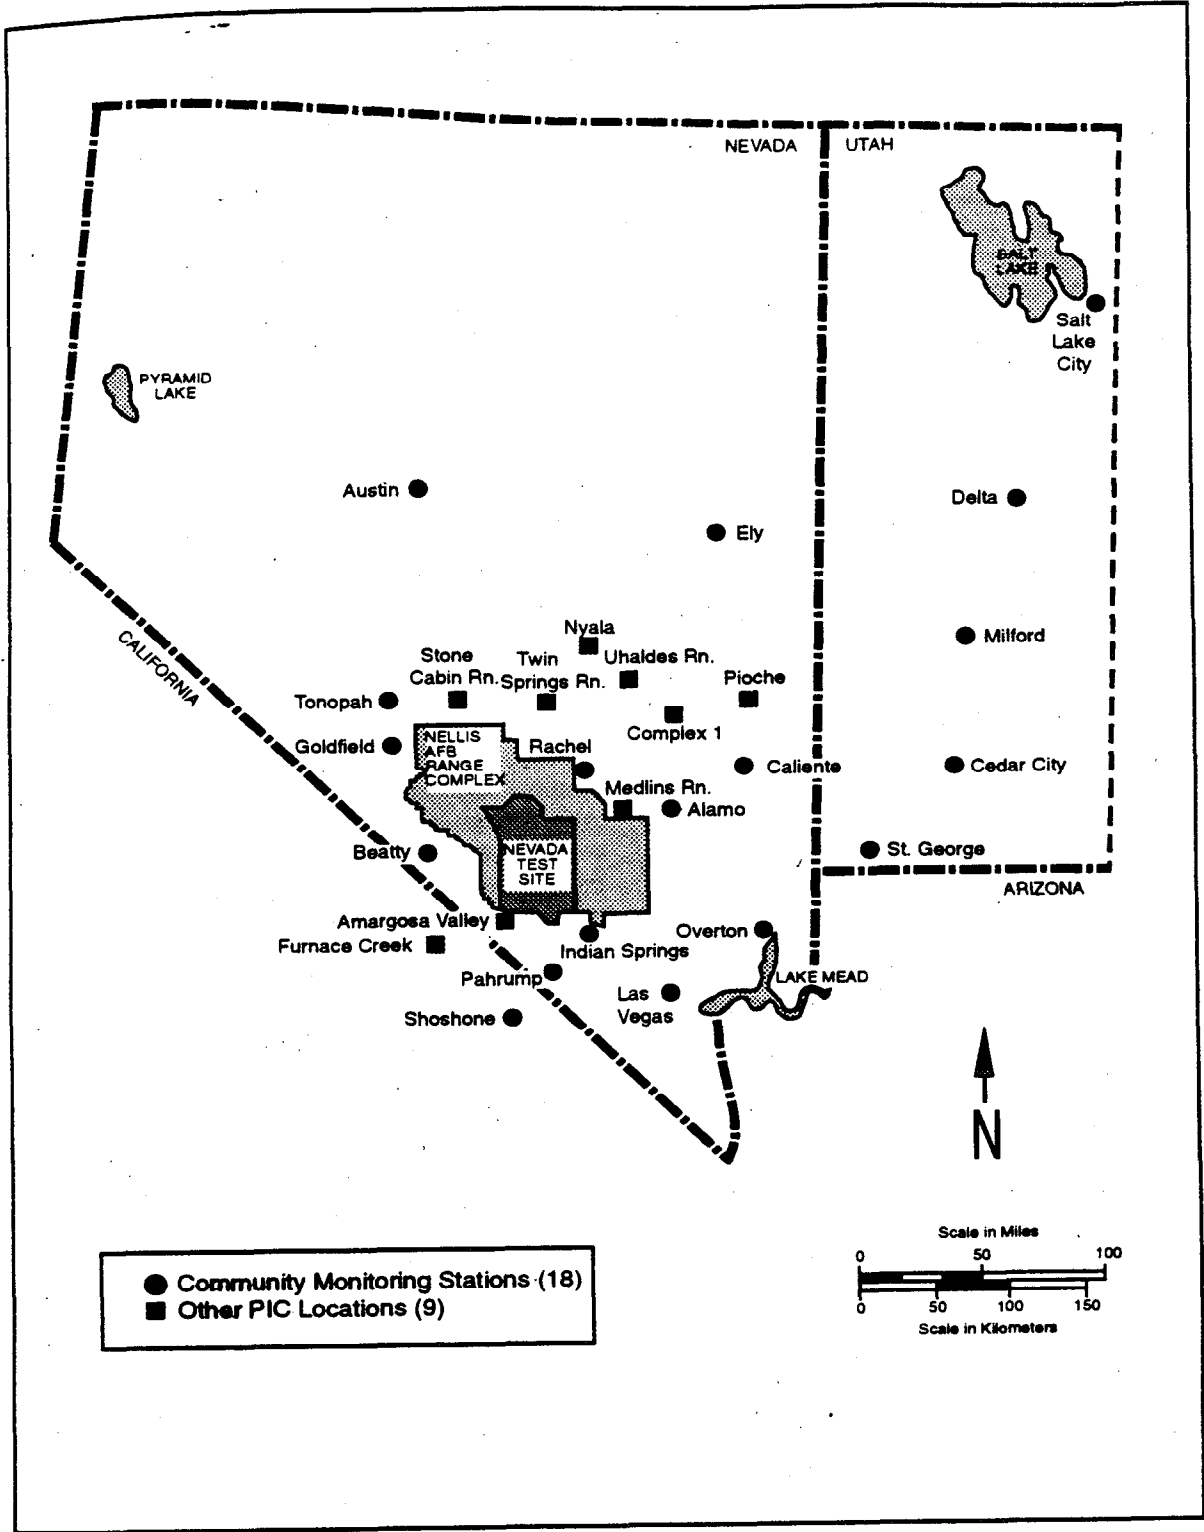 NEVADA
UTAH
SALT
LAKE
Salt
Lake
City
PYRAMID
LAKE
Austin
Delta
Ely
CALIFORNIA
Nyala
Milford
Stone
Cabin Rn.
Twin
Springs Rn.
Uhaldes Rn.
Pioche
Tonopah
Complex 1
Goldfield
NELLIS
AFB
RANGE
COMPLEX
Rachel
Caliente
Cedar City
Medlins Rn.
Alamo
Beatty
NEVADA
TEST
SITE
St. George
ARIZONA
Amargosa Valley
Furnace Creek
Overton
Indian Springs
Pahrump
LAKE MEAD
Las
Vegas
Shoshone
N
Scale in Miles
0 50 100
0 50 100 150
Scale in Kilometers
Community Monitoring Stations (18)
Other PIC Locations (9)